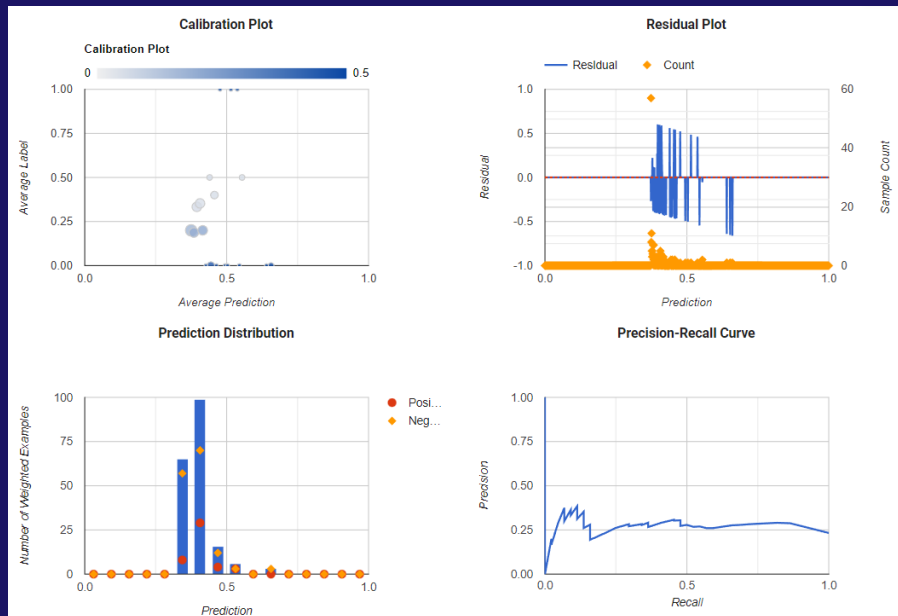 Calibration Plot
Calibration Plot
0 0.5
1.00
0.75
0.50
0.25
0.00
0.0 0.5 1.0
Average Label
Average Prediction
Residual Plot
Residual Count
1.0
0.5
0.0
-0.5
-1.0
60
40
20
0
0.0 0.5 1.0
Residual
Sample Count
Prediction
Prediction Distribution
Posi...
Neg...
100
75
50
25
0
0.0 0.5 1.0
Number of Weighted Examples
Prediction
Precision-Recall Curve
1.00
0.75
0.50
0.25
0.00
0.0 0.5 1.0
Precision
Recall